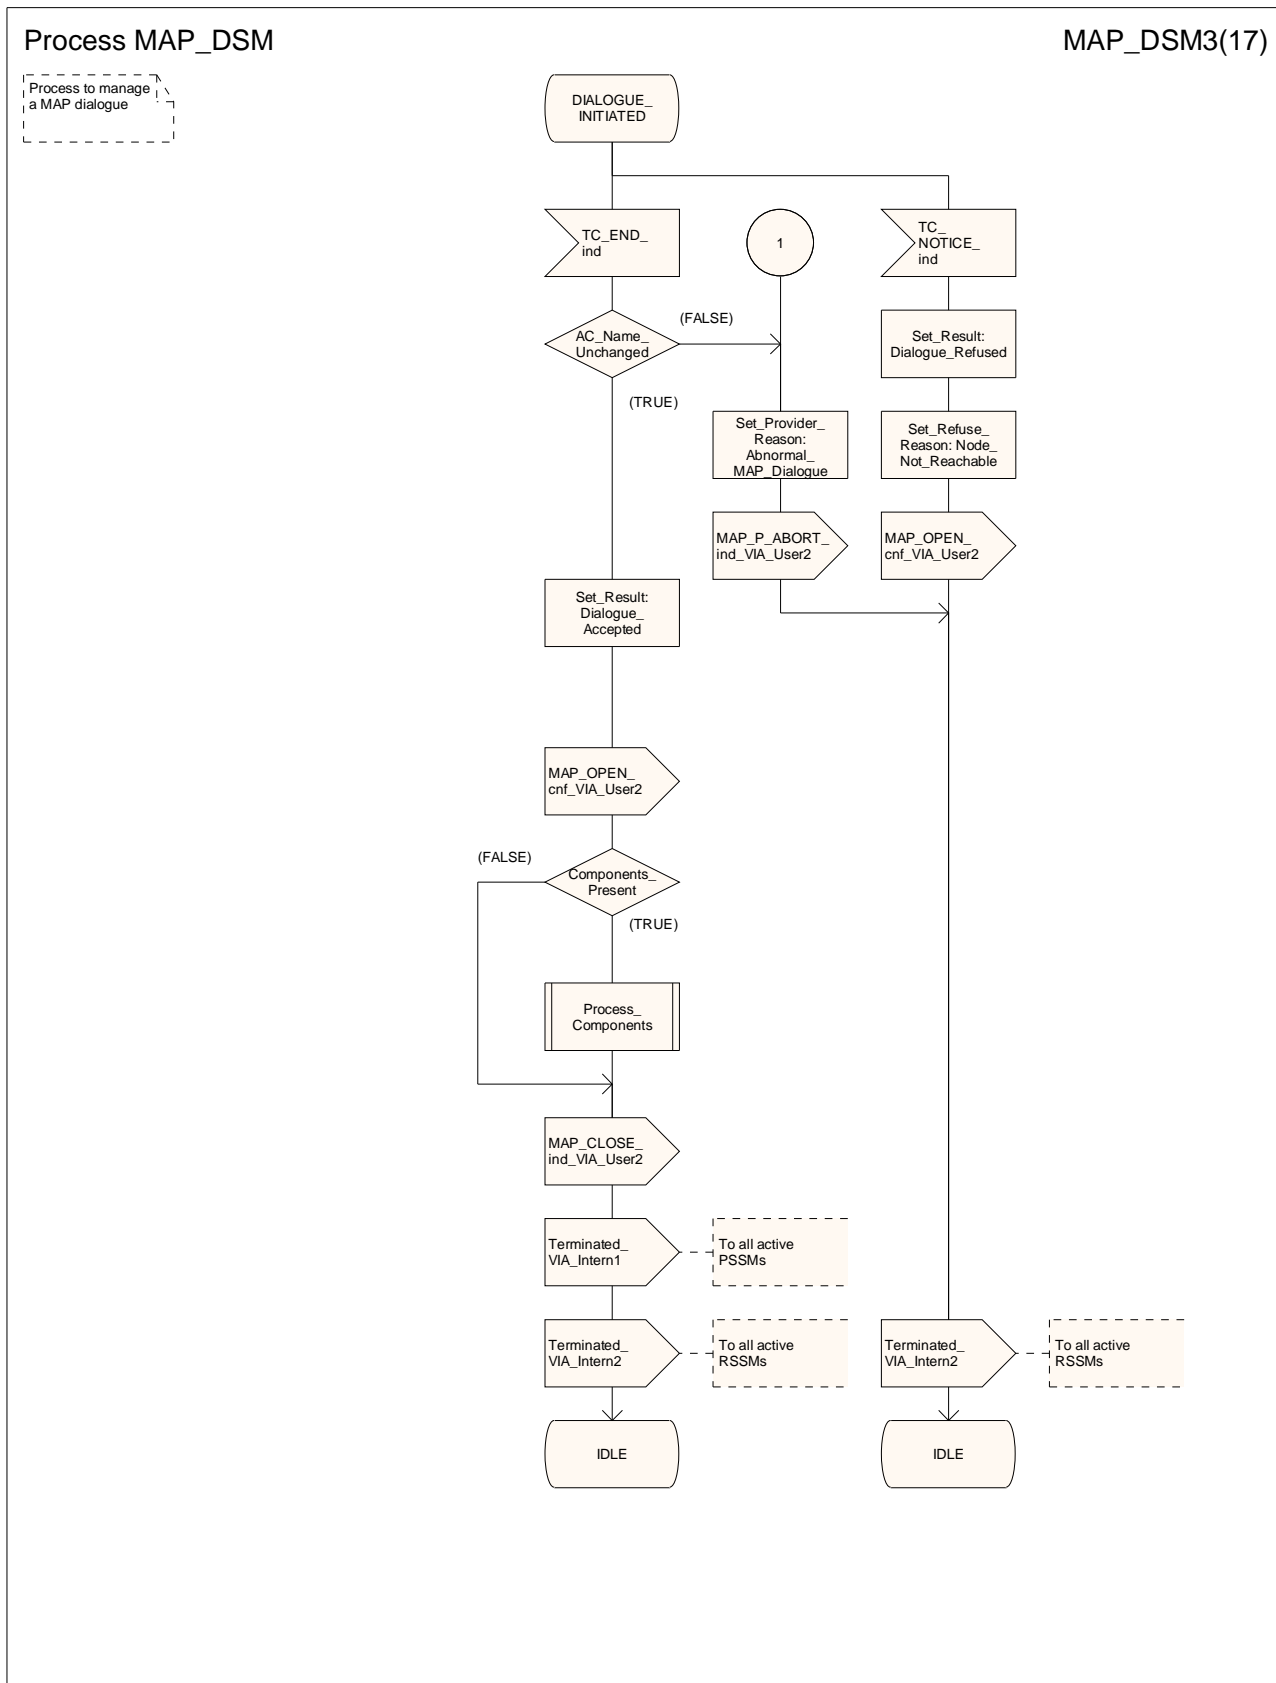 Process MAP_DSM
MAP_DSM3(17)
Process to manage
a MAP dialogue
DIALOGUE_
INITIATED
TC_END_
ind
1
TC_
NOTICE_
ind
AC_Name_
Unchanged
(FALSE)
(TRUE)
Set_Result:
Dialogue_Refused
Set_Provider_
Reason:
Abnormal_
MAP_Dialogue
Set_Refuse_
Reason: Node_
Not_Reachable
MAP_P_ABORT_
ind_VIA_User2
MAP_OPEN_
cnf_VIA_User2
Set_Result:
Dialogue_
Accepted
MAP_OPEN_
cnf_VIA_User2
(FALSE)
Components_
Present
(TRUE)
Process_
Components
MAP_CLOSE_
ind_VIA_User2
Terminated_
VIA_Intern1
To all active
PSSMs
Terminated_
VIA_Intern2
To all active
RSSMs
Terminated_
VIA_Intern2
To all active
RSSMs
IDLE
IDLE